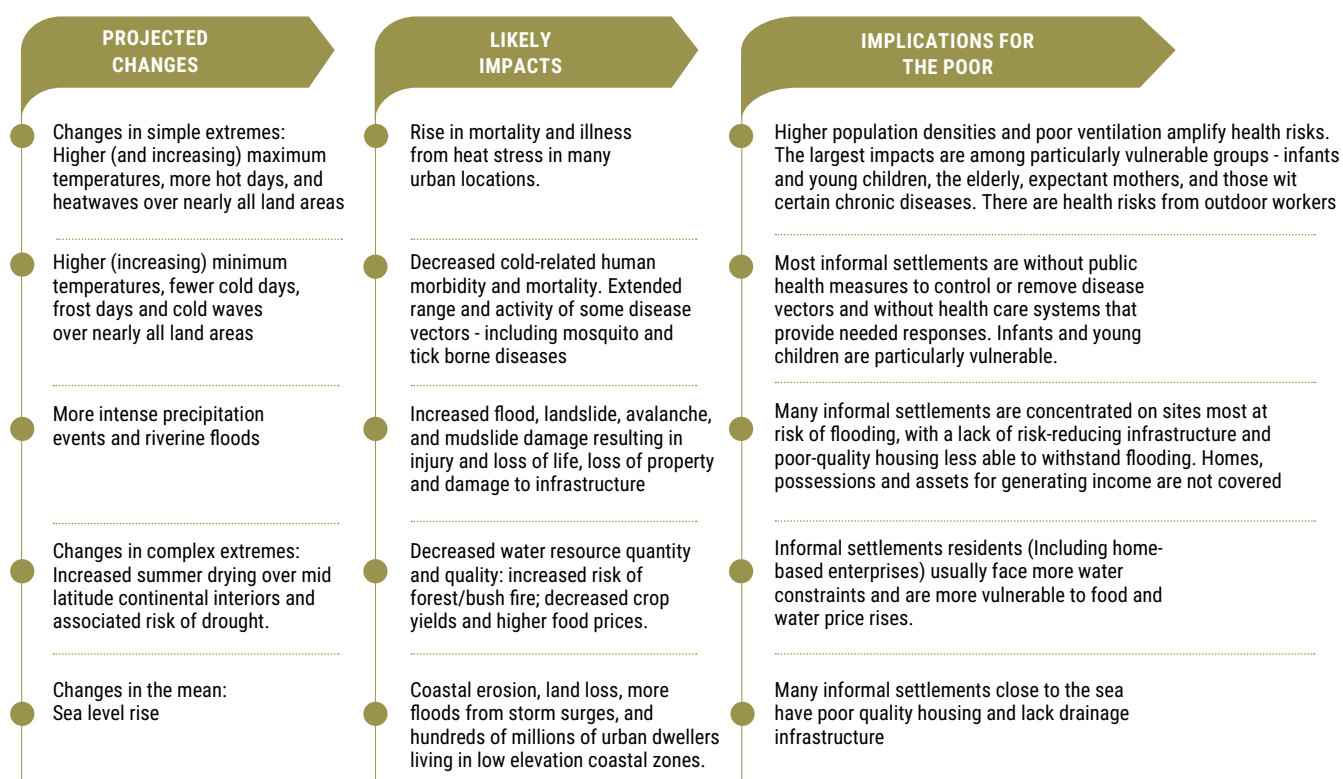 PROJECTED
CHANGES
LIKELY
IMPACTS
IMPLICATIONS FOR
THE POOR
Changes in simple extremes:
Higher (and increasing) maximum
temperatures, more hot days, and
heatwaves over nearly all land areas
Rise in mortality and illness
from heat stress in many
urban locations.
Higher population densities and poor ventilation amplify health risks.
The largest impacts are among particularly vulnerable groups - infants
and young children, the elderly, expectant mothers, and those wit
certain chronic diseases. There are health risks from outdoor workers
Higher (increasing) minimum
temperatures, fewer cold days,
frost days and cold waves
over nearly all land areas
Decreased cold-related human
morbidity and mortality. Extended
range and activity of some disease
vectors - including mosquito and
tick borne diseases
Most informal settlements are without public
health measures to control or remove disease
vectors and without health care systems that
provide needed responses. Infants and young
children are particularly vulnerable.
More intense precipitation
events and riverine floods
Increased flood, landslide, avalanche,
and mudslide damage resulting in
injury and loss of life, loss of property
and damage to infrastructure
Many informal settlements are concentrated on sites most at
risk of flooding, with a lack of risk-reducing infrastructure and
poor-quality housing less able to withstand flooding. Homes,
possessions and assets for generating income are not covered
Changes in complex extremes:
Increased summer drying over mid
latitude continental interiors and
associated risk of drought.
Decreased water resource quantity
and quality: increased risk of
forest/bush fire; decreased crop
yields and higher food prices.
Informal settlements residents (Including home-
based enterprises) usually face more water
constraints and are more vulnerable to food and
water price rises.
Changes in the mean:
Sea level rise
Coastal erosion, land loss, more
floods from storm surges, and
hundreds of millions of urban dwellers
living in low elevation coastal zones.
Many informal settlements close to the sea
have poor quality housing and lack drainage
infrastructure